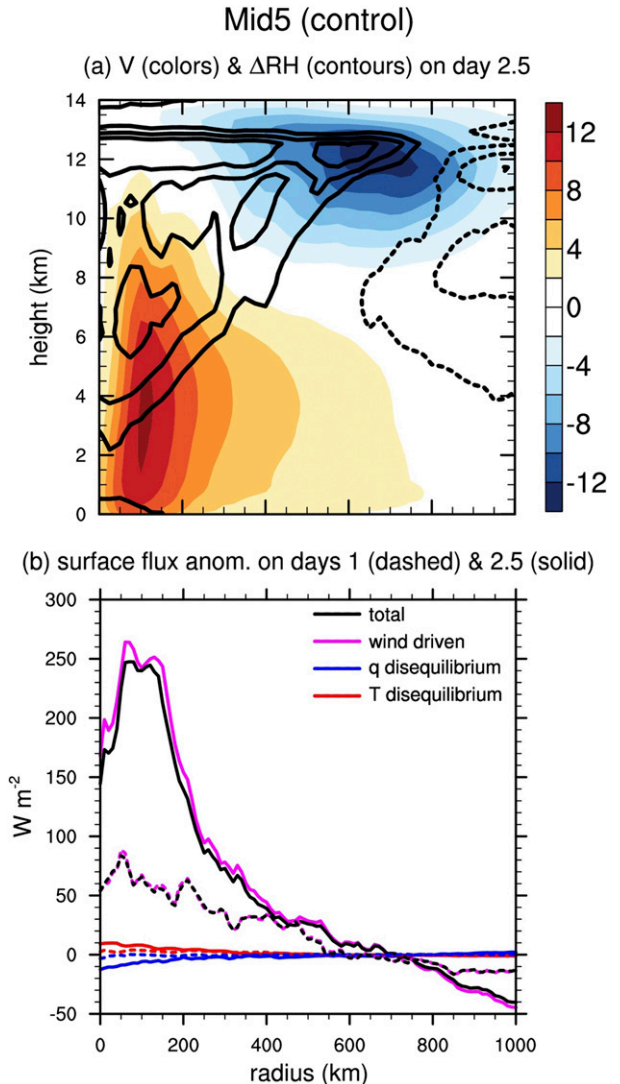 Mid5 (control)
(a) V (colors) & ΔRH (contours) on day 2.5
14
12
10
8
6
4
2
0
height (km)
12
8
4
0
-4
-8
-12
(b) surface flux anom. on days 1 (dashed) & 2.5 (solid)
300
250
200
150
100
50
0
-50
W m-2
total
wind driven
q disequilibrium
T disequilibrium
0
200
400
600
800
1000
radius (km)